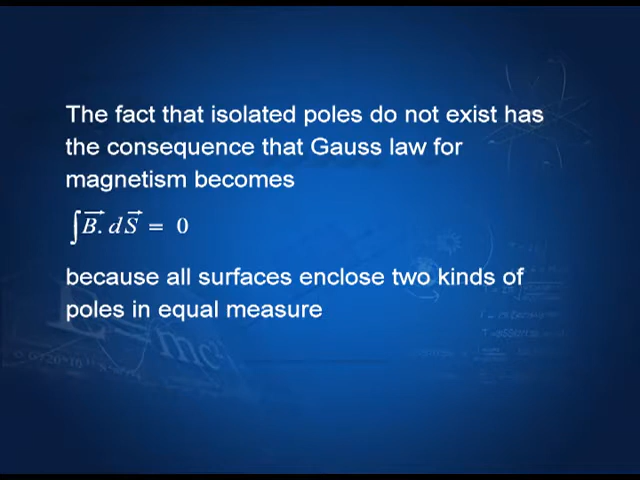 The fact that isolated poles do not exist has
the consequence that Gauss law for
magnetism becomes
∫B⃗. dS⃗ = 0
because all surfaces enclose two kinds of
poles in equal measure
mc²